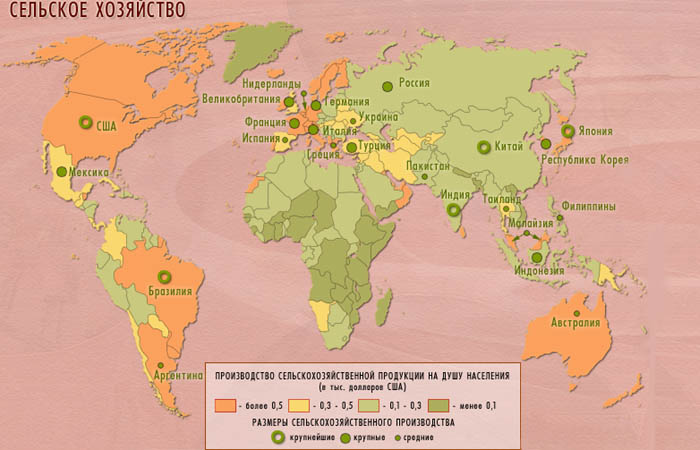 СЕЛЬСКОЕ ХОЗЯЙСТВО
Нидерланды
Россия
Великобритания
Германия
США
Франция
Украина
Италия
Япония
Испания
Турция
Китай
Греция
Республика Корея
Мексика
Пакистан
Индия
Таиланд
Филиппины
Малайзия
Индонезия
Бразилия
Австралия
Аргентина
ПРОИЗВОДСТВО СЕЛЬСКОХОЗЯЙСТВЕННОЙ ПРОДУКЦИИ НА ДУШУ НАСЕЛЕНИЯ
(в тыс. долларов США)
- более 0,5 - 0,3 - 0,5 - 0,1 - 0,3 - менее 0,1
РАЗМЕРЫ СЕЛЬСКОХОЗЯЙСТВЕННОГО ПРОИЗВОДСТВА
крупнейшие крупные средние